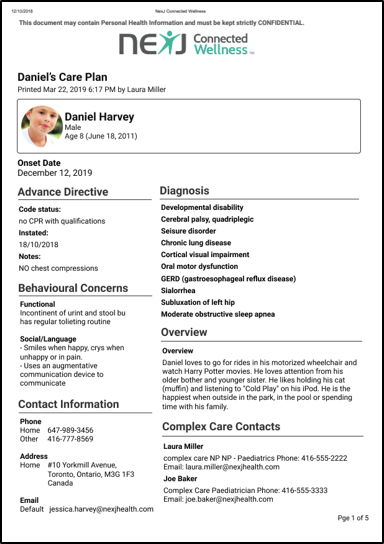 12/10/2018
NexJ Connected Wellness
This document may contain Personal Health Information and must be kept strictly CONFIDENTIAL.
NEXJ Connected
Wellness
Daniel's Care Plan
Printed Mar 22, 2019 6:17 PM by Laura Miller
Daniel Harvey
Male
Age 8 (June 18, 2011)
Onset Date
December 12, 2019
Advance Directive
Code status:
no CPR with qualifications
Instated:
18/10/2018
Notes:
NO chest compressions
Behavioural Concerns
Functional
Incontinent of urint and stool bu
has regular tolieting routine
Social/Language
- Smiles when happy, crys when
unhappy or in pain.
- Uses an augmentative
communication device to
communicate
Contact Information
Phone
Home 647-989-3456
Other 416-777-8569
Address
Home #10 Yorkmill Avenue,
Toronto, Ontario, M3G 1F3
Canada
Email
Default jessica.harvey@nexjhealth.com
Diagnosis
Developmental disability
Cerebral palsy, quadriplegic
Seisure disorder
Chronic lung disease
Cortical visual impairment
Oral motor dysfunction
GERD (gastroesophageal reflux disease)
Sialorrhea
Subluxation of left hip
Moderate obstructive sleep apnea
Overview
Overview
Daniel loves to go for rides in his motorized wheelchair and
watch Harry Potter movies. He loves attention from his
older bother and younger sister. He likes holding his cat
(muffin) and listening to "Cold Play" on his iPod. He is the
happiest when outside in the park, in the pool or spending
time with his family.
Complex Care Contacts
Laura Miller
complex care NP NP - Paediatrics Phone: 416-555-2222
Email: laura.miller@nexjhealth.com
Joe Baker
Complex Care Paediatrician Phone: 416-555-3333
Email: joe.baker@nexjhealth.com
Pge 1 of 5